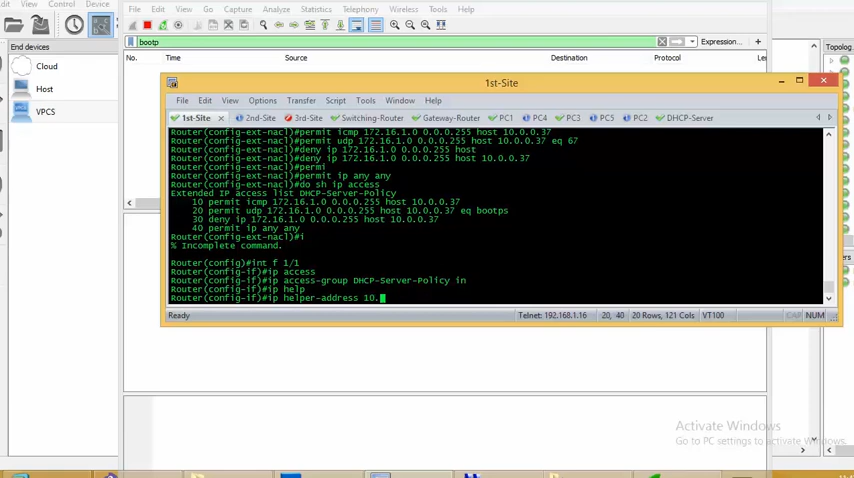 dit View Control Device
File Edit View Go Capture Analyze Statistics Telephony Wireless Tools Help
bootp
Expression...
+
End devices
Topolog
No. Time Source Destination Protocol Le
Cloud
Host
VPCS
1st-Site
File Edit View Options Transfer Script Tools Window Help
1st-Site 2nd-Site 3rd-Site Switching-Router Gateway-Router PC1 PC4 PC3 PC5 PC2 DHCP-Server
Router(config-ext-nacl)#permit icmp 172.16.1.0 0.0.0.255 host 10.0.0.37
Router(config-ext-nacl)#permit udp 172.16.1.0 0.0.0.255 host 10.0.0.37 eq 67
Router(config-ext-nacl)#deny ip 172.16.1.0 0.0.0.255 host
Router(config-ext-nacl)#deny ip 172.16.1.0 0.0.0.255 host 10.0.0.37
Router(config-ext-nacl)#permi
Router(config-ext-nacl)#permit ip any any
Router(config-ext-nacl)#do sh ip access
Extended IP access list DHCP-Server-Policy
10 permit icmp 172.16.1.0 0.0.0.255 host 10.0.0.37
20 permit udp 172.16.1.0 0.0.0.255 host 10.0.0.37 eq bootps
30 deny ip 172.16.1.0 0.0.0.255 host 10.0.0.37
40 permit ip any any
Router(config-ext-nacl)#i
% Incomplete command.
Router(config)#int f 1/1
Router(config-if)#ip access
Router(config-if)#ip access-group DHCP-Server-Policy in
Router(config-if)#ip help
Router(config-if)#ip helper-address 10.
ers
Ready Telnet: 192.168.1.16 20, 40 20 Rows, 121 Cols VT100 CAP NUM
Activate Windows
Go to PC settings to activate Windows.